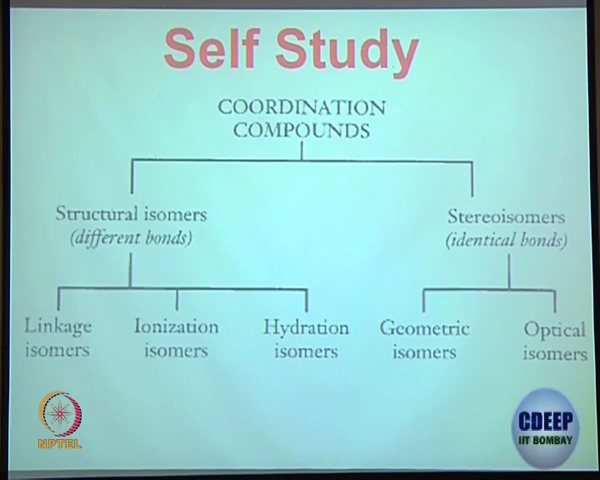 Self Study
COORDINATION
COMPOUNDS
Structural isomers
(different bonds)
Stereoisomers
(identical bonds)
Linkage
isomers
Ionization
isomers
Hydration
isomers
Geometric
isomers
Optical
isomers
NPTEL
CDEEP
IIT BOMBAY